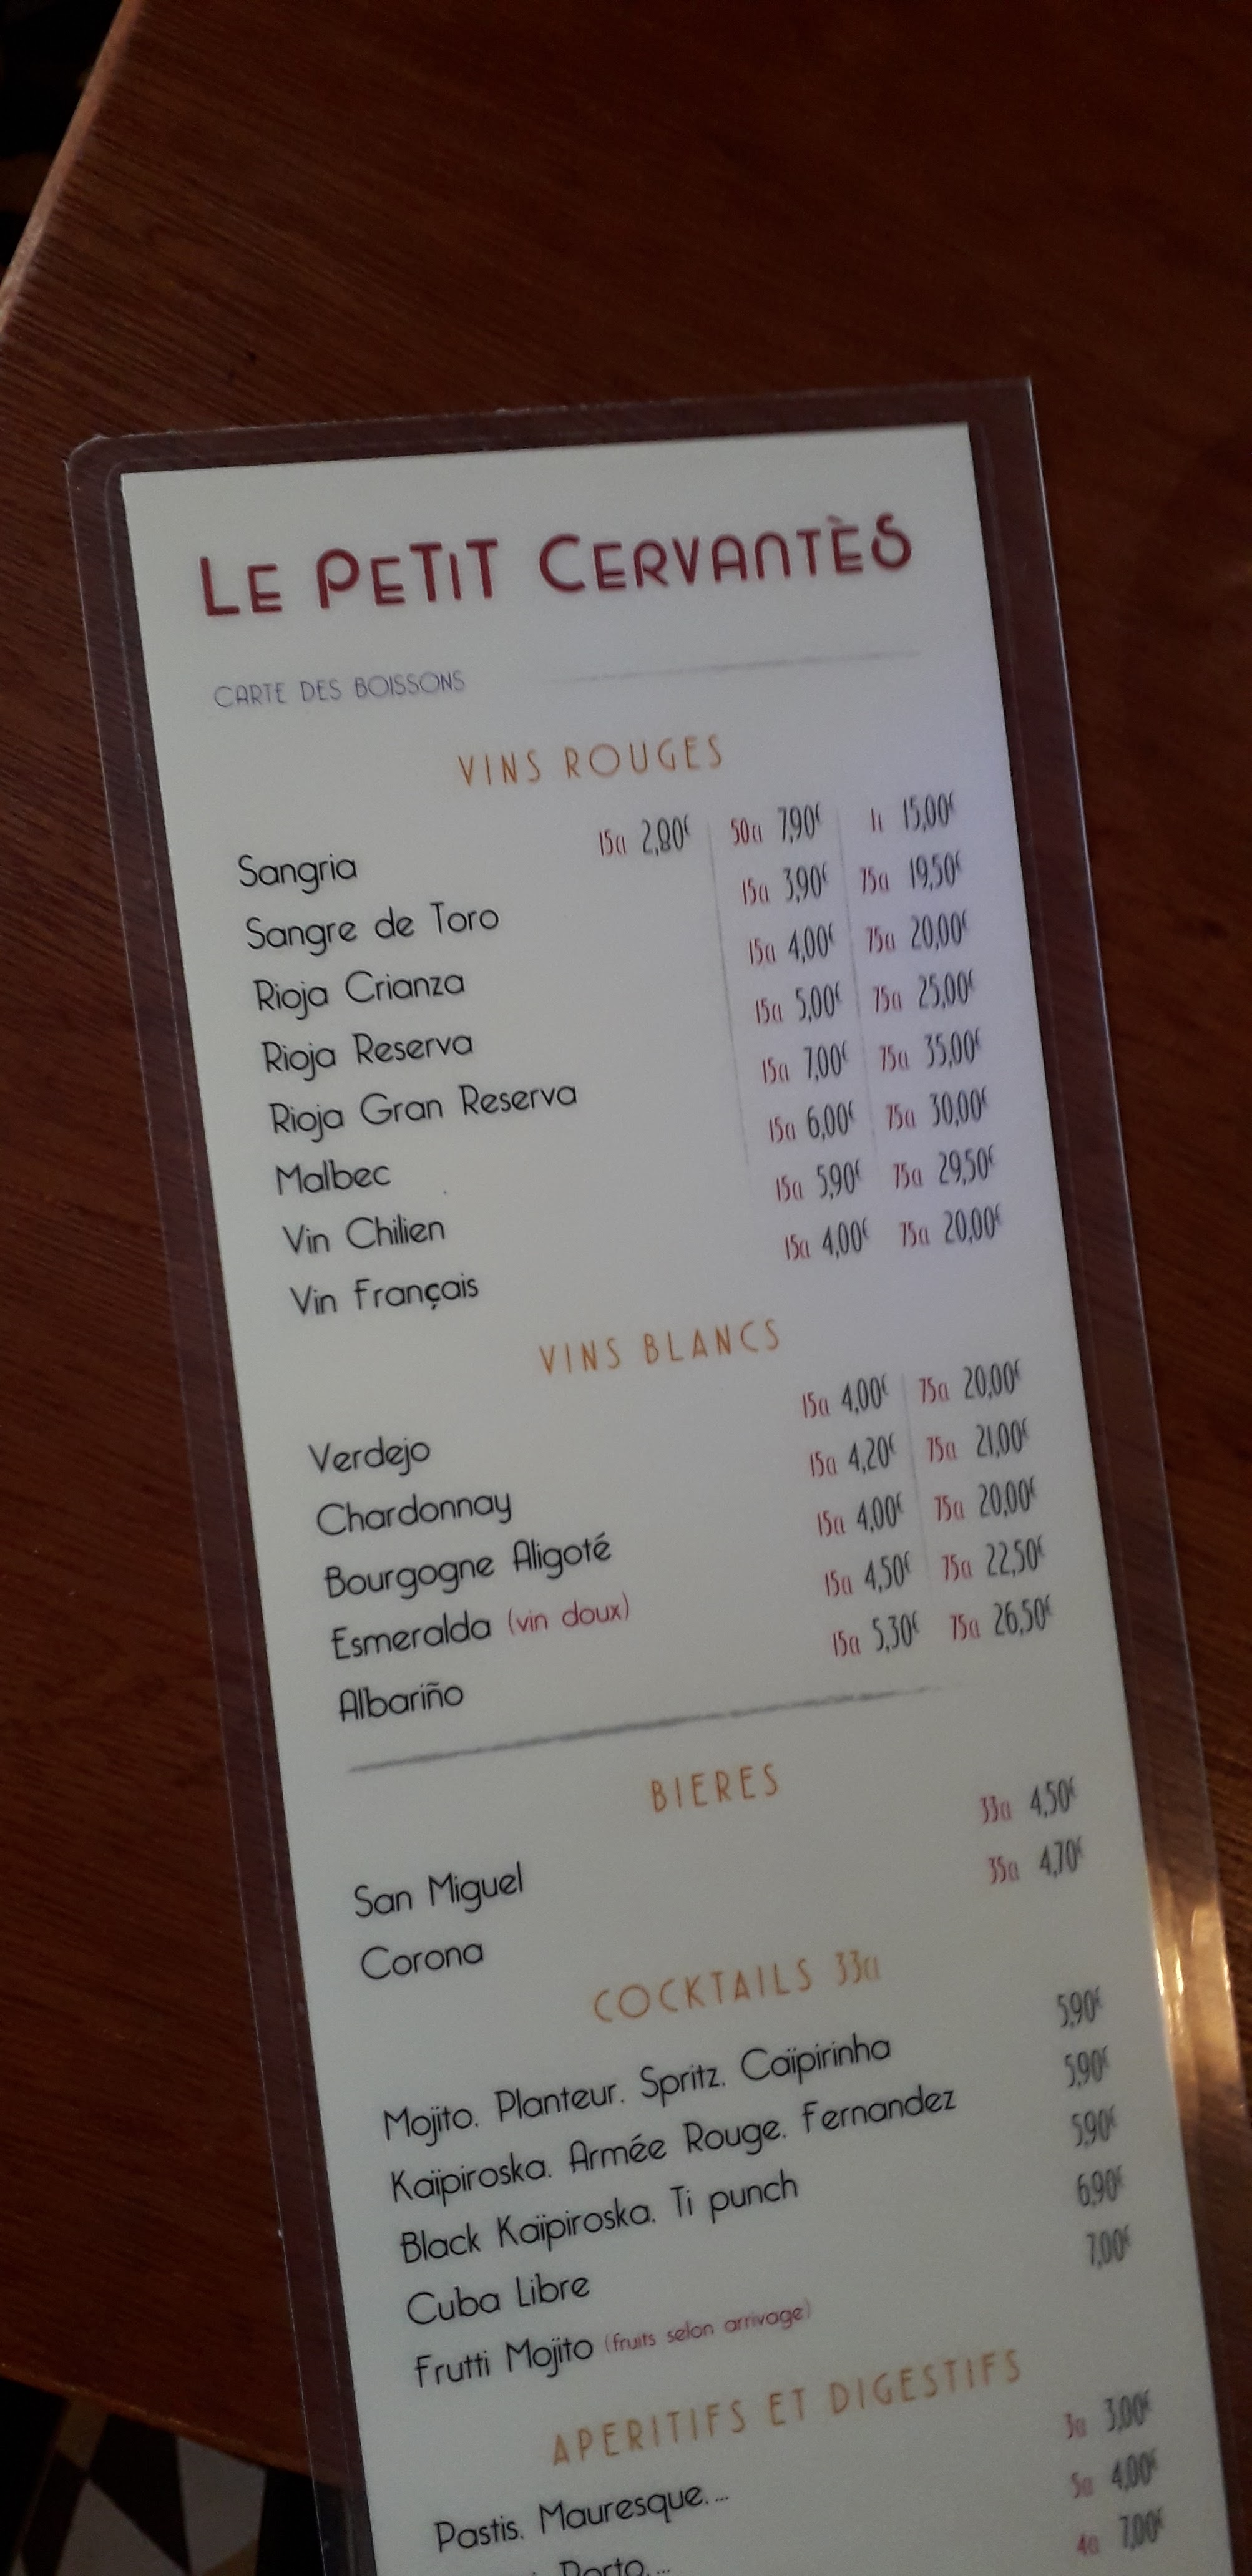 LE PETIT CERVANTÈS
CARTE DES BOISSONS
VINS ROUGES
Sangria 15cl 2,80€ 50cl 7,90€ 1l 15,00€
Sangre de Toro 15cl 3,90€ 75cl 19,50€
Rioja Crianza 15cl 4,00€ 75cl 20,00€
Rioja Reserva 15cl 5,00€ 75cl 25,00€
Rioja Gran Reserva 15cl 7,00€ 75cl 35,00€
Malbec 15cl 6,00€ 75cl 30,00€
Vin Chilien 15cl 5,90€ 75cl 29,50€
Vin Français 15cl 4,00€ 75cl 20,00€
VINS BLANCS
Verdejo 15cl 4,00€ 75cl 20,00€
Chardonnay 15cl 4,20€ 75cl 21,00€
Bourgogne Aligoté 15cl 4,00€ 75cl 20,00€
Esmeralda (vin doux) 15cl 4,50€ 75cl 22,50€
Albariño 15cl 5,30€ 75cl 26,50€
BIERES
San Miguel 33cl 4,50€
Corona 35cl 4,70€
COCKTAILS 33cl
Mojito, Planteur, Spritz, Caïpirinha 5,90€
Kaïpiroska, Armée Rouge, Fernandez 5,90€
Black Kaïpiroska, Ti punch 5,90€
Cuba Libre 6,90€
Frutti Mojito (fruits selon arrivage) 7,00€
APERITIFS ET DIGESTIFS
Pastis, Mauresque,... 3cl 3,00€
Porto,... 5cl 4,00€
4cl 7,00€